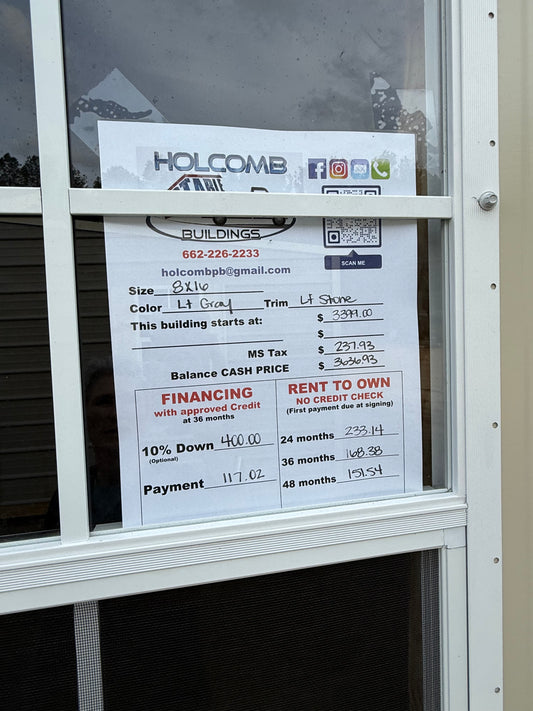 HOLCOMB
BUILDINGS
662-226-2233
SCAN ME
holcombpb@gmail.com
Size 8x16
Color Lt Gray Trim Lt Stone
This building starts at: $ 3399.00
$
MS Tax $ 237.93
Balance CASH PRICE $ 3636.93
FINANCING
with approved Credit
at 36 months
10% Down 400.00
(Optional)
Payment 117.02
RENT TO OWN
NO CREDIT CHECK
(First payment due at signing)
24 months 233.14
36 months 168.38
48 months 151.54